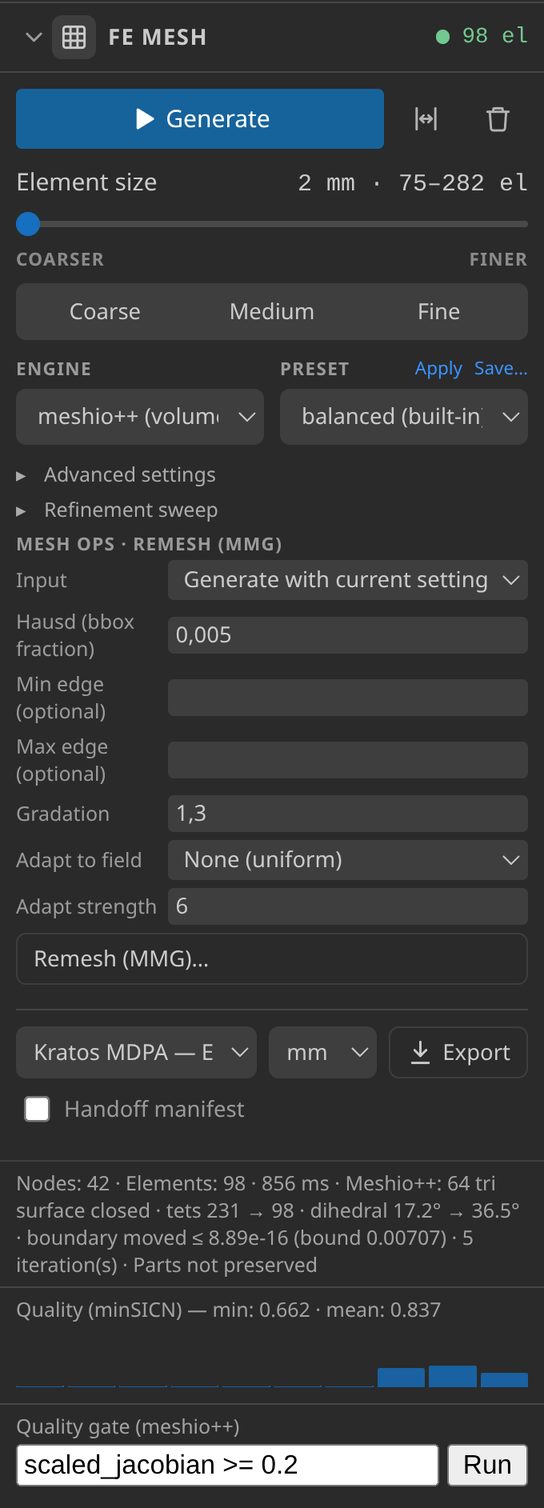 FE MESH
98 el
Generate
Element size
2 mm · 75–282 el
COARSER
FINER
Coarse
Medium
Fine
ENGINE
PRESET
Apply
Save...
meshio++ (volum
balanced (built-in
Advanced settings
Refinement sweep
MESH OPS · REMESH (MMG)
Input
Generate with current setting
Hausd (bbox
fraction)
0,005
Min edge
(optional)
Max edge
(optional)
Gradation
1,3
Adapt to field
None (uniform)
Adapt strength
6
Remesh (MMG)...
Kratos MDPA — E
mm
Export
Handoff manifest
Nodes: 42 · Elements: 98 · 856 ms · Meshio++: 64 tri
surface closed · tets 231 → 98 · dihedral 17.2° → 36.5°
· boundary moved ≤ 8.89e-16 (bound 0.00707) · 5
iteration(s) · Parts not preserved
Quality (minSICN) — min: 0.662 · mean: 0.837
Quality gate (meshio++)
scaled_jacobian >= 0.2
Run